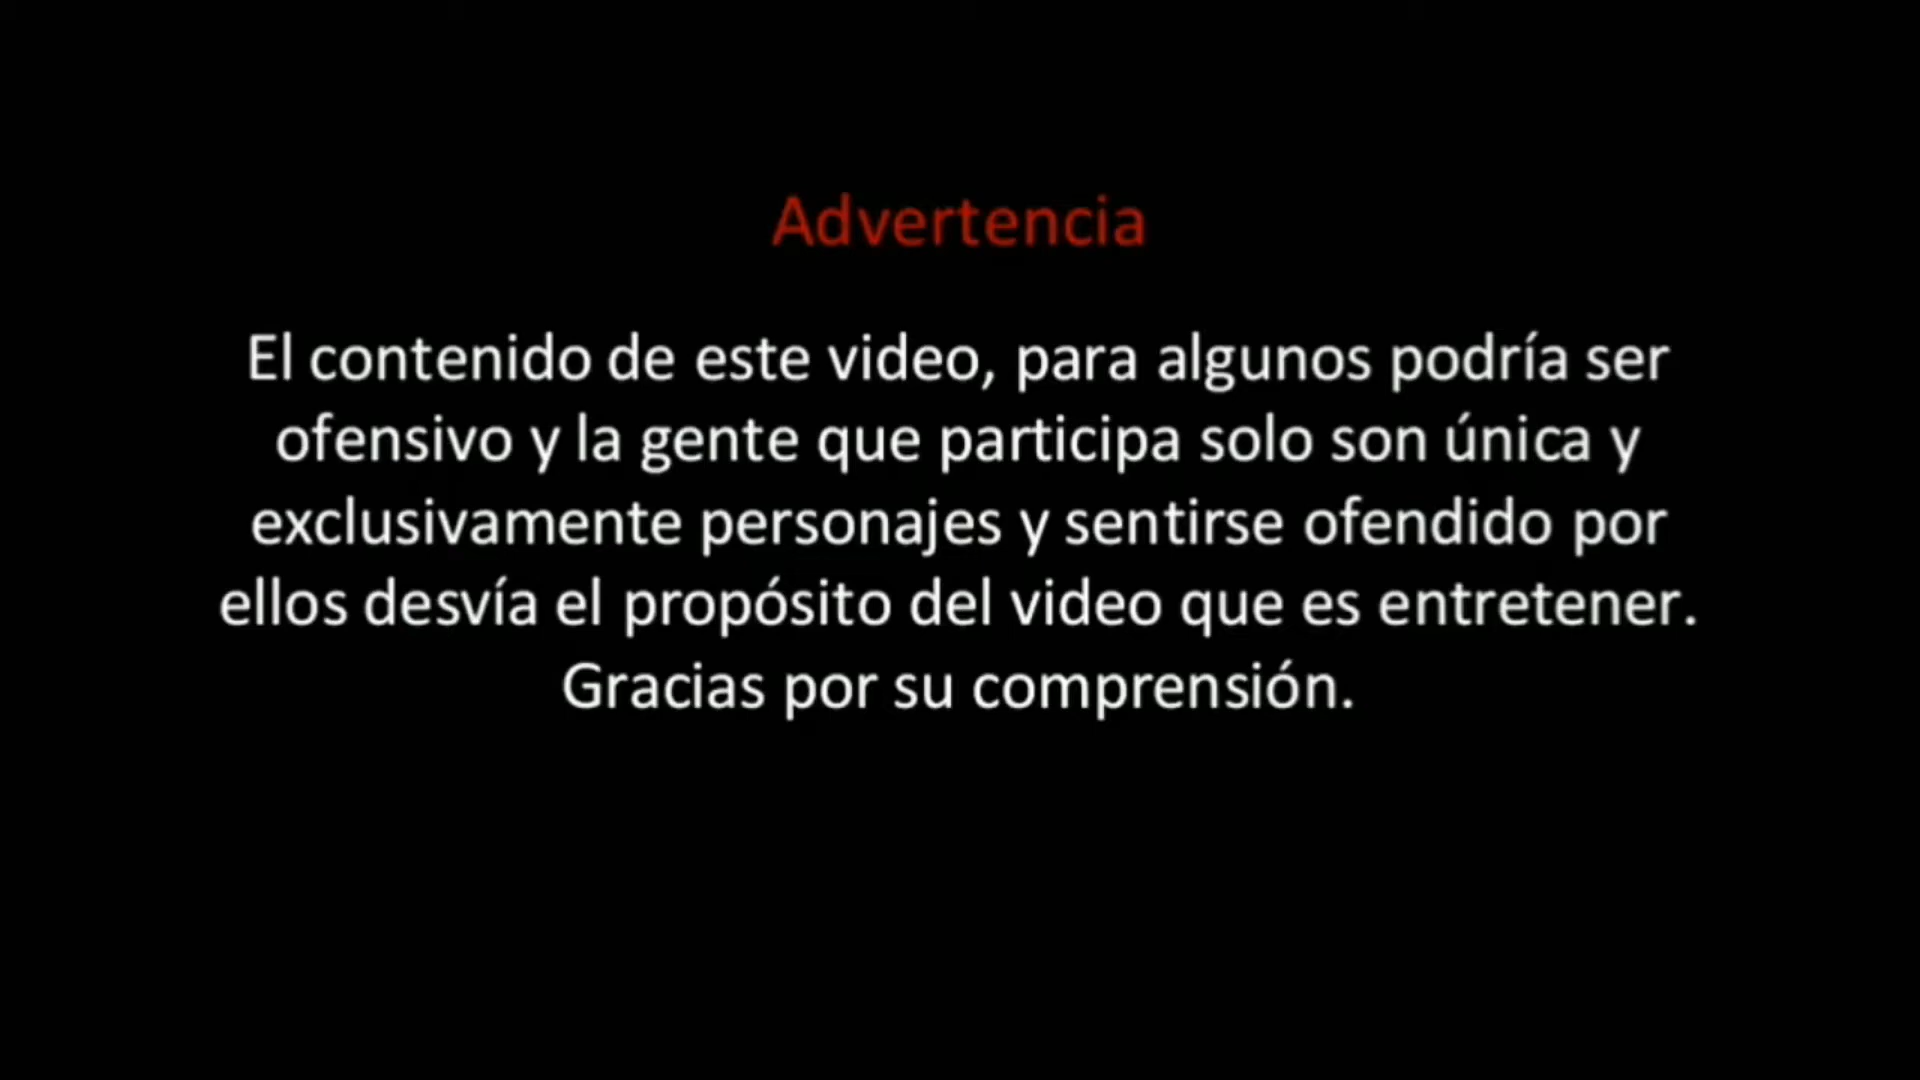 Advertencia
El contenido de este video, para algunos podría ser
ofensivo y la gente que participa solo son única y
exclusivamente personajes y sentirse ofendido por
ellos desvía el propósito del video que es entretener.
Gracias por su comprensión.